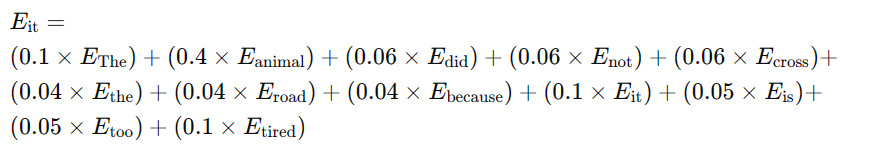 E_it =
(0.1 × E_The) + (0.4 × E_animal) + (0.06 × E_did) + (0.06 × E_not) + (0.06 × E_cross)+
(0.04 × E_the) + (0.04 × E_road) + (0.04 × E_because) + (0.1 × E_it) + (0.05 × E_is)+
(0.05 × E_too) + (0.1 × E_tired)